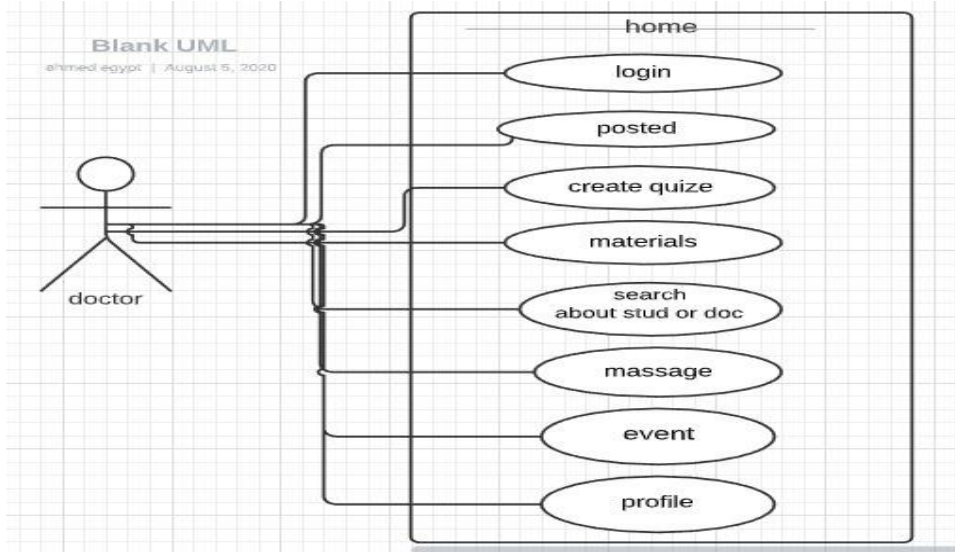 home
Blank UML
ahmed egypt | August 5, 2020
login
posted
create quize
materials
search
about stud or doc
massage
event
profile
doctor